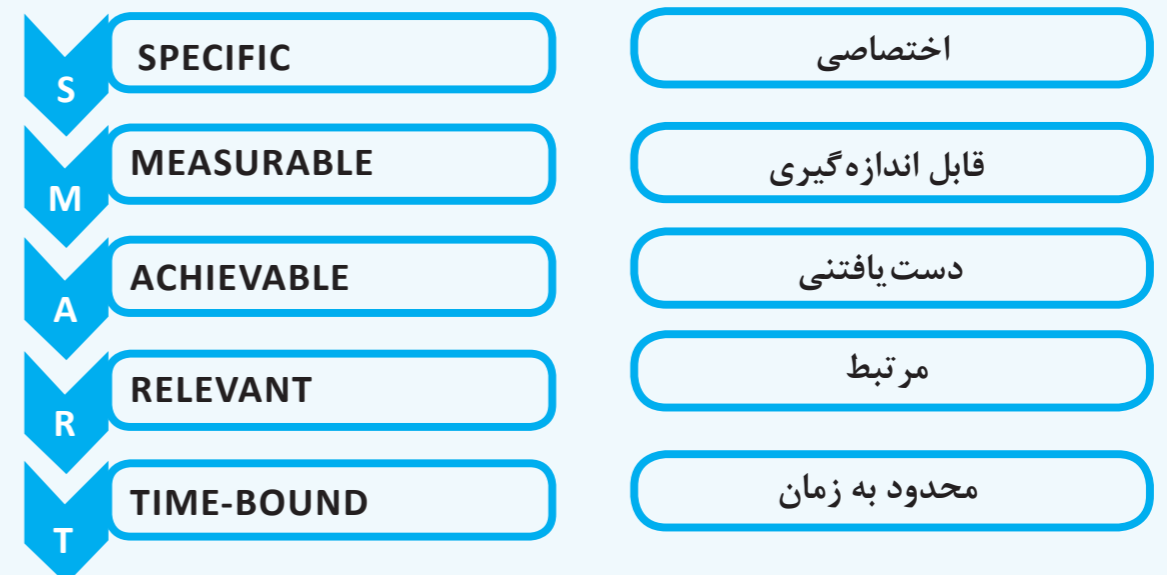 S
SPECIFIC
اختصاصی
M
MEASURABLE
قابل اندازه‌گیری
A
ACHIEVABLE
دست‌یافتنی
R
RELEVANT
مرتبط
T
TIME-BOUND
محدود به زمان